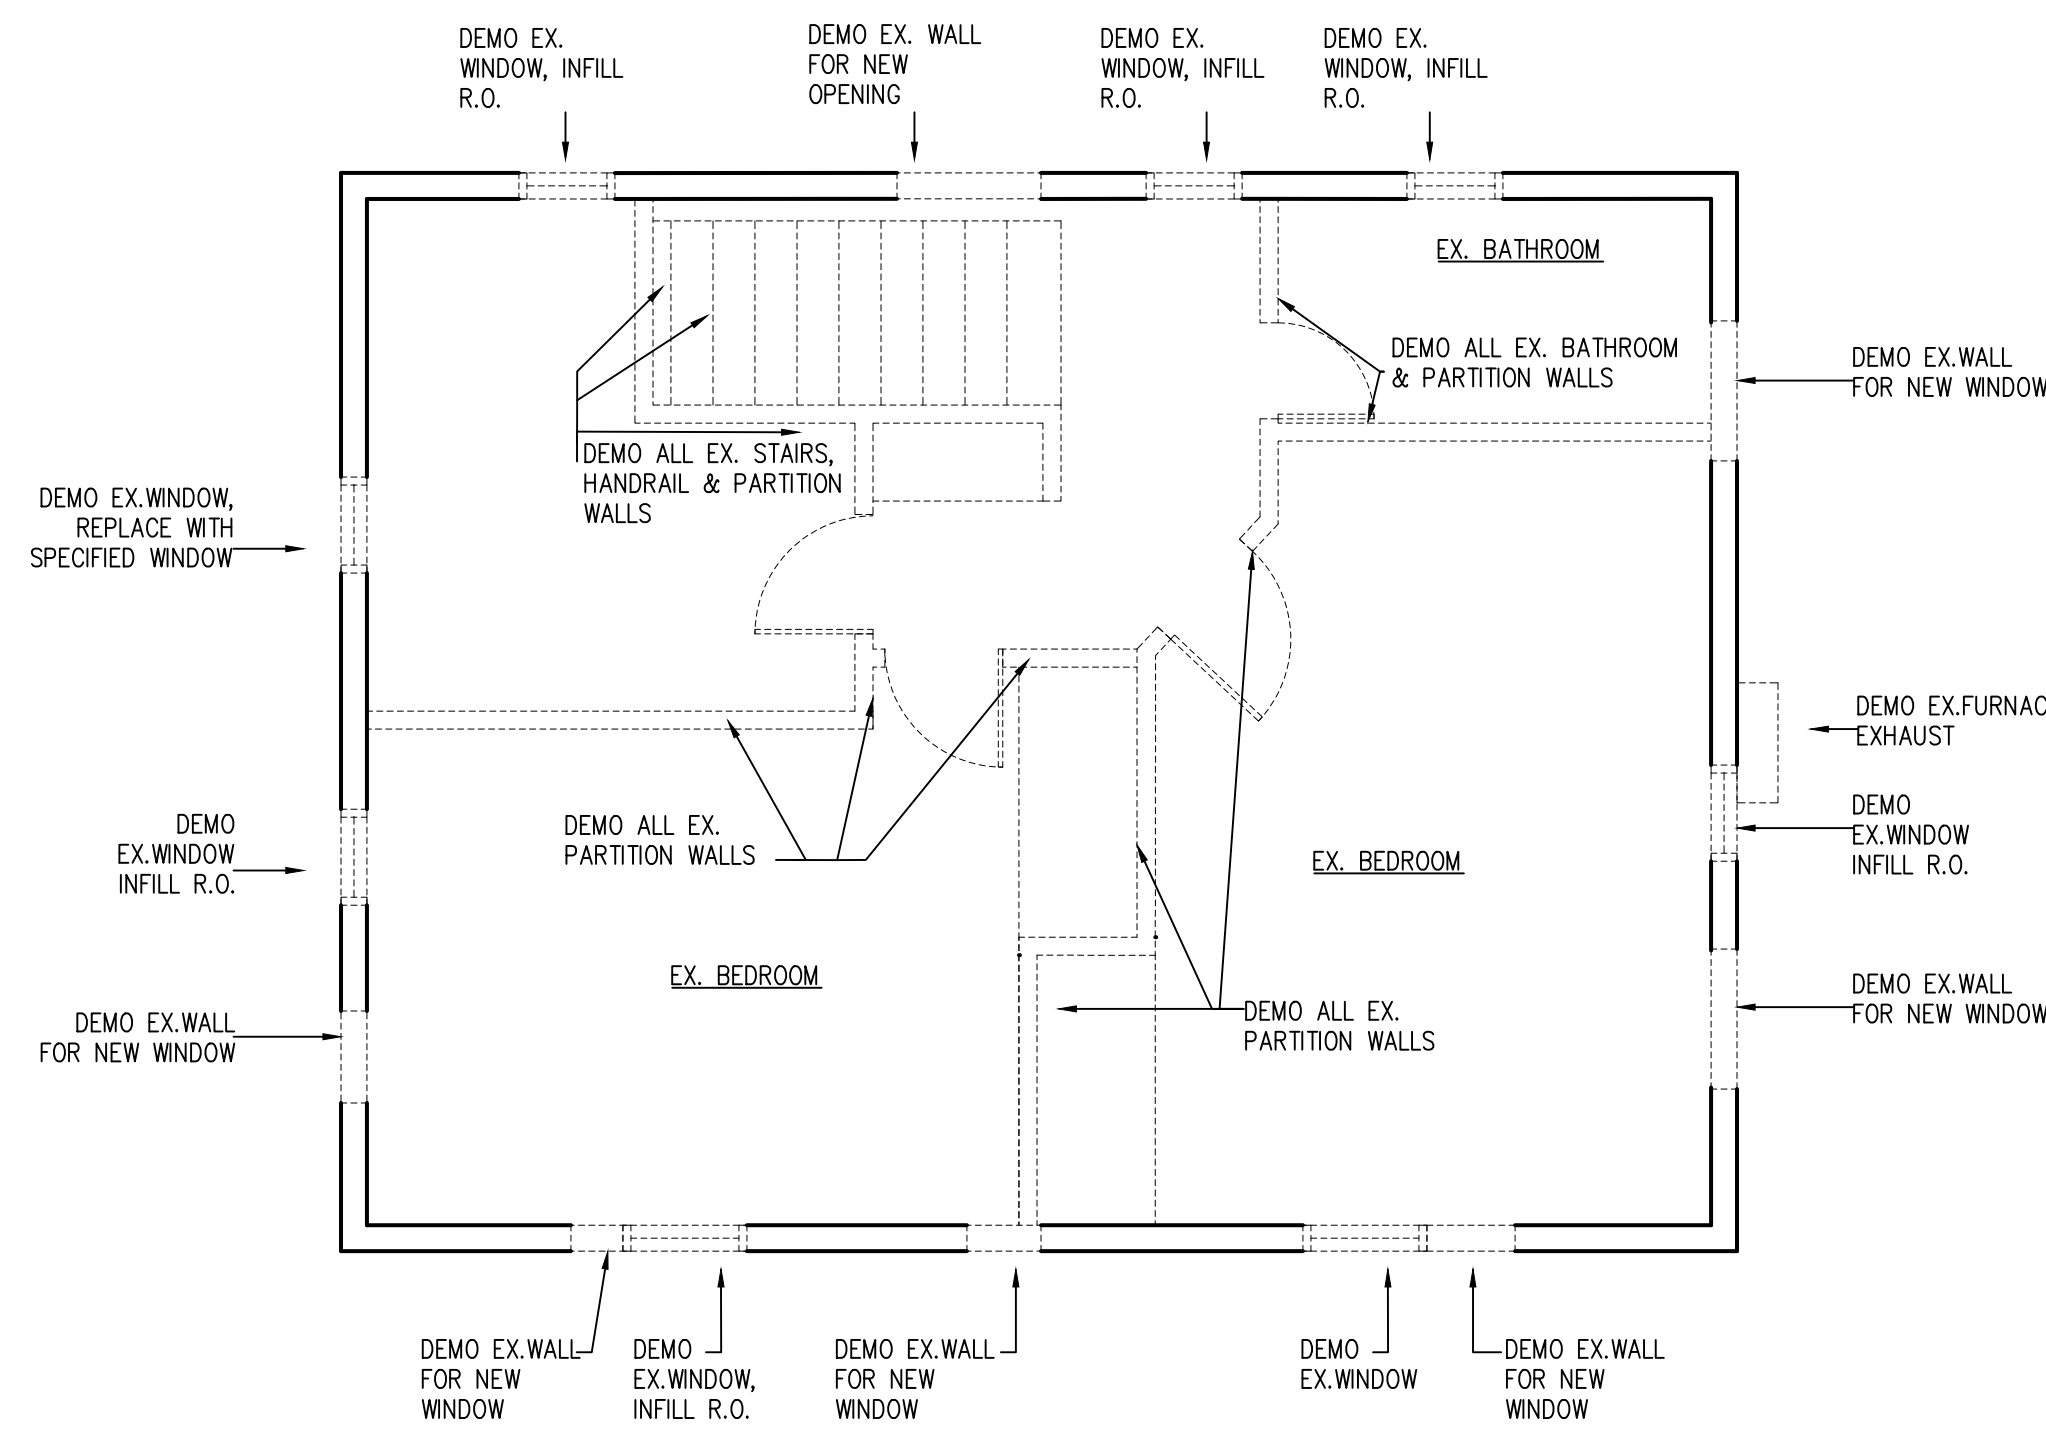 DEMO EX.
WINDOW, INFILL
R.O.
DEMO EX. WALL
FOR NEW
OPENING
DEMO EX.
WINDOW, INFILL
R.O.
DEMO EX.
WINDOW, INFILL
R.O.
EX. BATHROOM
DEMO ALL EX. BATHROOM
& PARTITION WALLS
DEMO EX.WALL
FOR NEW WINDOW
DEMO ALL EX. STAIRS,
HANDRAIL & PARTITION
WALLS
DEMO EX.WINDOW,
REPLACE WITH
SPECIFIED WINDOW
DEMO EX.FURNAC
EXHAUST
DEMO
EX.WINDOW
INFILL R.O.
DEMO ALL EX.
PARTITION WALLS
DEMO
EX.WINDOW
INFILL R.O.
EX. BEDROOM
EX. BEDROOM
DEMO EX.WALL
FOR NEW WINDOW
DEMO ALL EX.
PARTITION WALLS
DEMO EX.WALL
FOR NEW WINDOW
DEMO EX.WALL
FOR NEW
WINDOW
DEMO
EX.WINDOW,
INFILL R.O.
DEMO EX.WALL
FOR NEW
WINDOW
DEMO
EX.WINDOW
DEMO EX.WALL
FOR NEW
WINDOW